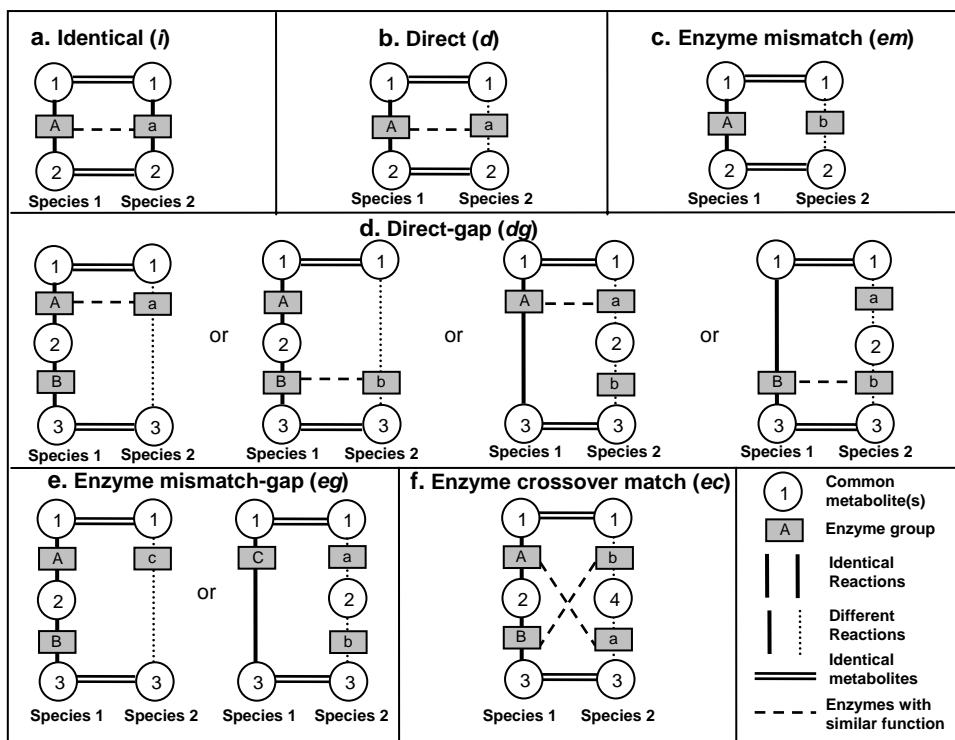 a. Identical (i)
1 1
A a
2 2
Species 1 Species 2
b. Direct (d)
1 1
A a
2 2
Species 1 Species 2
c. Enzyme mismatch (em)
1 1
A b
2 2
Species 1 Species 2
d. Direct-gap (dg)
1 1
A a
2
B
3 3
Species 1 Species 2
or
1 1
A
2
B b
3 3
Species 1 Species 2
or
1 1
A a
2
b
3 3
Species 1 Species 2
or
1 1
a
2
B b
3 3
Species 1 Species 2
e. Enzyme mismatch-gap (eg)
1 1
A c
2
B
3 3
Species 1 Species 2
or
1 1
C a
2
b
3 3
Species 1 Species 2
f. Enzyme crossover match (ec)
1 1
A b
2 4
B a
3 3
Species 1 Species 2
1 Common
metabolite(s)
A Enzyme group
Identical
Reactions
Different
Reactions
Identical
metabolites
Enzymes with
similar function